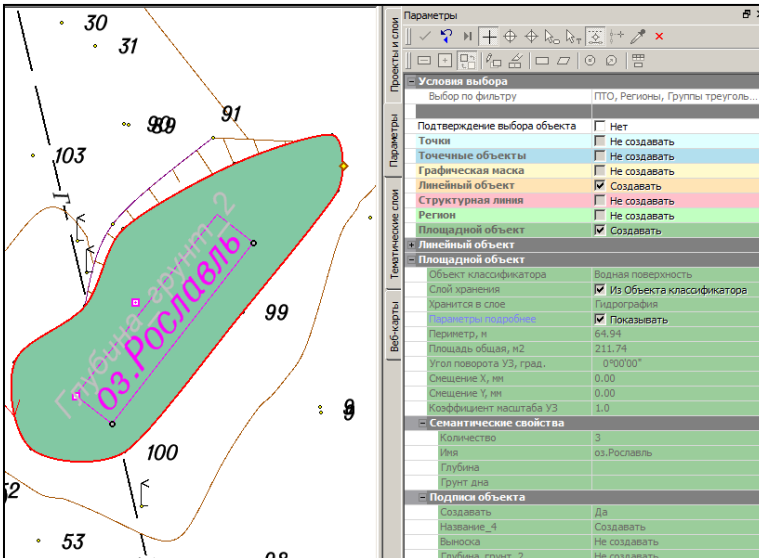 30
31
91
90
89
103
Г
Глубина_грунт_2
оз.Рославль
99
9
100
53
98
Проекты и слои
Параметры
Тематические слои
Веб-карты
Параметры
Условия выбора
Выбор по фильтру ПТО, Регионы, Группы треуголь...
Подтверждение выбора объекта Нет
Точки Не создавать
Точечные объекты Не создавать
Графическая маска Не создавать
Линейный объект Создавать
Структурная линия Не создавать
Регион Не создавать
Площадной объект Создавать
Линейный объект
Площадной объект
Объект классификатора Водная поверхность
Слой хранения Из Объекта классификатора
Хранится в слое Гидрография
Параметры подробнее Показывать
Периметр, м 64.94
Площадь общая, м2 211.74
Угол поворота УЗ, град. 0°00'00"
Смещение X, мм 0.00
Смещение Y, мм 0.00
Коэффициент масштаба УЗ 1.0
Семантические свойства
Количество 3
Имя оз.Рославль
Глубина
Грунт дна
Подписи объекта
Создавать Да
Название_4 Создавать
Выноска Не создавать
Глубина_грунт_2 Не создавать